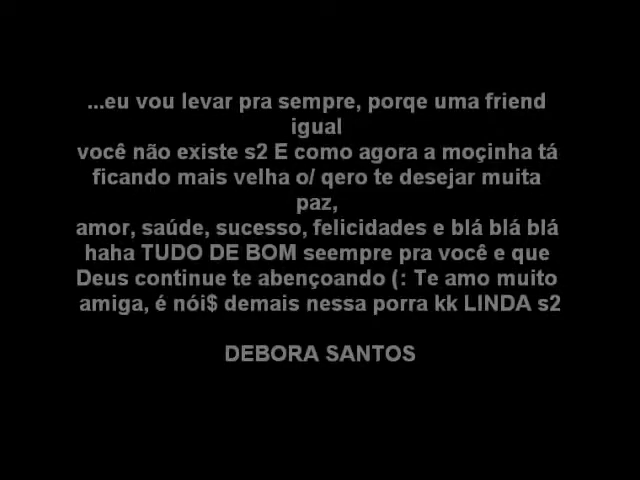 ...eu vou levar pra sempre, porqe uma friend
igual
você não existe s2 E como agora a moçinha tá
ficando mais velha o/ qero te desejar muita
paz,
amor, saúde, sucesso, felicidades e blá blá blá
haha TUDO DE BOM seempre pra você e que
Deus continue te abençoando (: Te amo muito
amiga, é nói$ demais nessa porra kk LINDA s2
DEBORA SANTOS